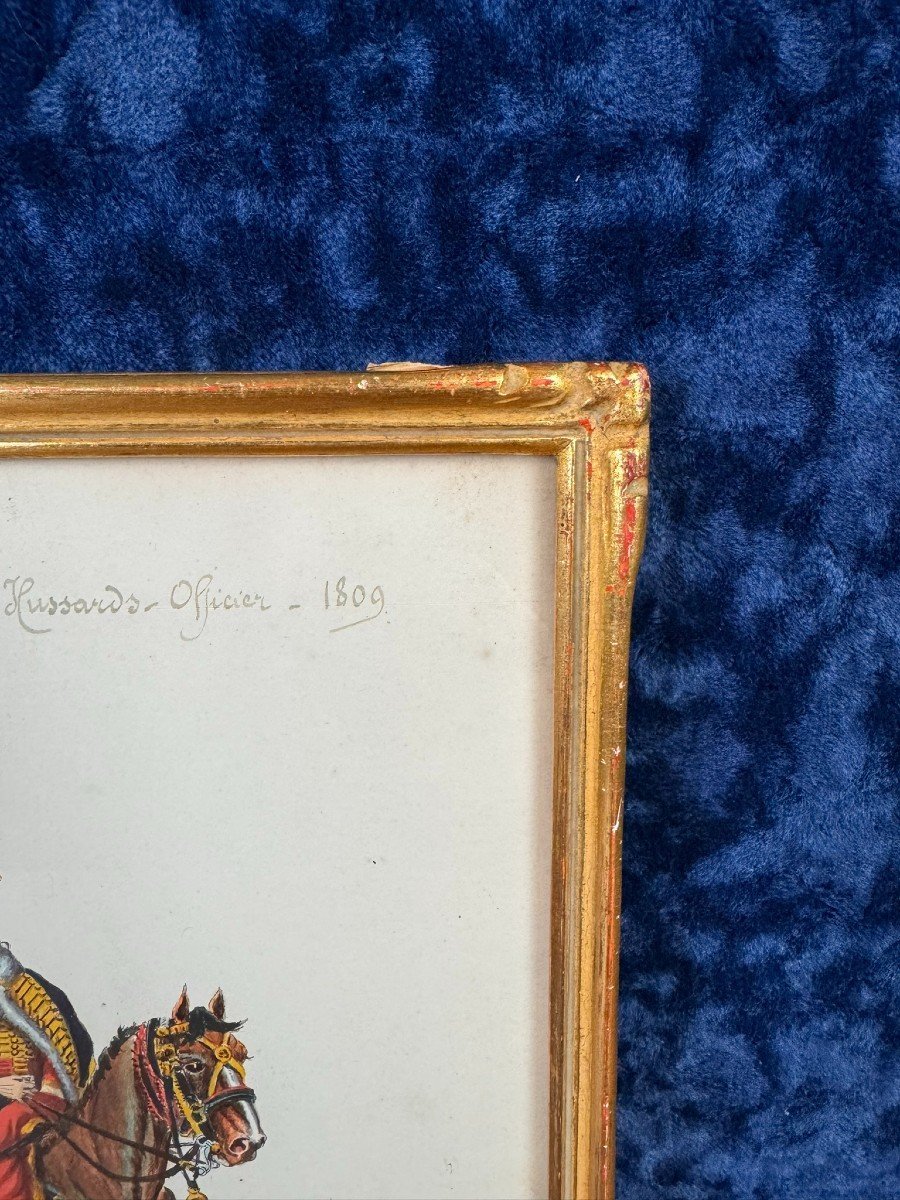 Hussards - Officier - 1809